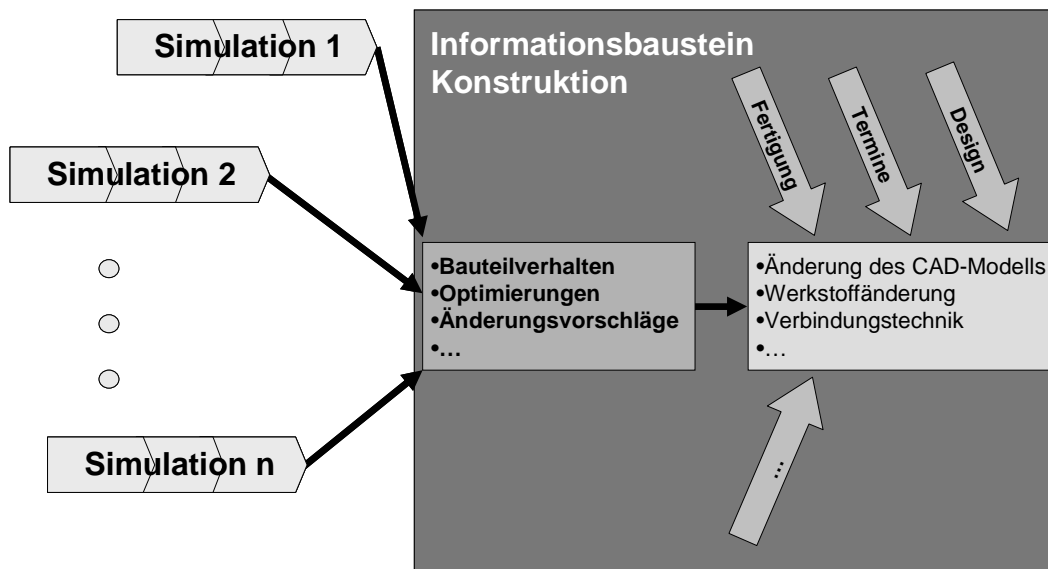 Simulation 1
Simulation 2
Simulation n
Informationsbaustein
Konstruktion
Fertigung
Termine
Design
•Bauteilverhalten
•Optimierungen
•Änderungsvorschläge
•…
•Änderung des CAD-Modells
•Werkstoffänderung
•Verbindungstechnik
•…
…